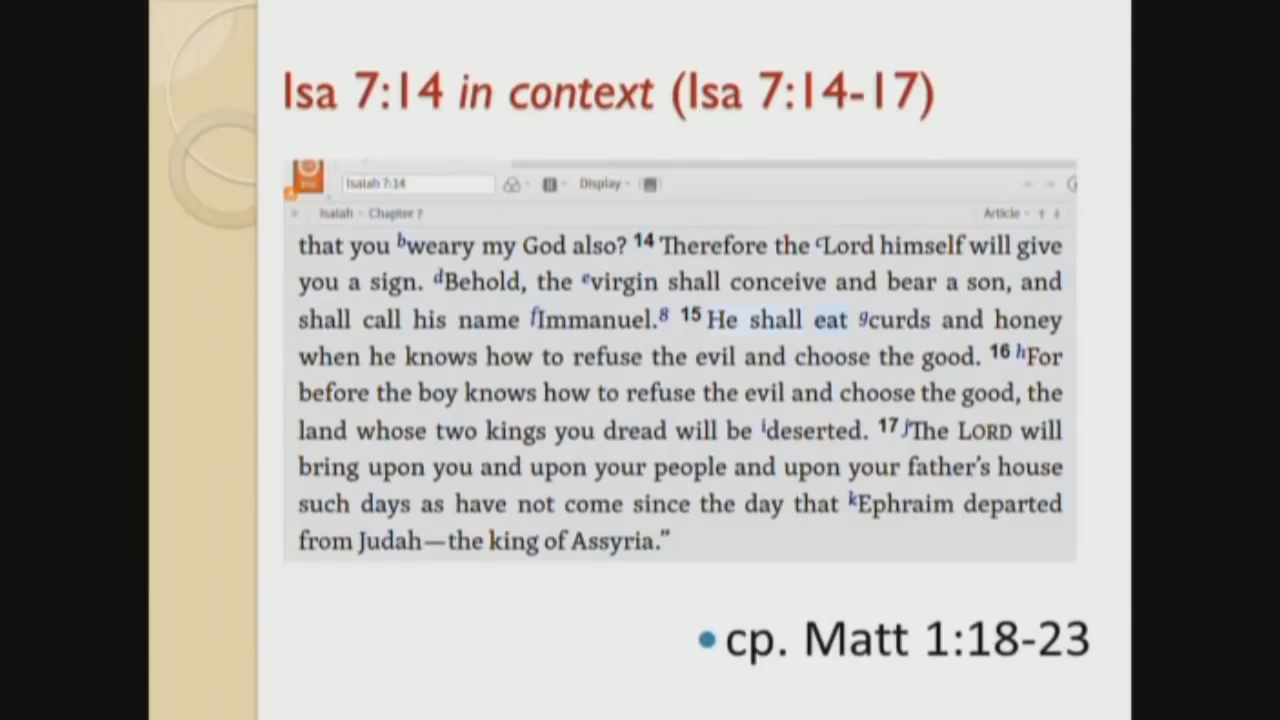 Isa 7:14 in context (Isa 7:14-17)
Isaiah 7:14
Display
Isaiah Chapter 7
Article
that you bweary my God also? 14 Therefore the cLord himself will give
you a sign. dBehold, the evirgin shall conceive and bear a son, and
shall call his name fImmanuel.8 15 He shall eat gcurds and honey
when he knows how to refuse the evil and choose the good. 16 hFor
before the boy knows how to refuse the evil and choose the good, the
land whose two kings you dread will be ideserted. 17 jThe LORD will
bring upon you and upon your people and upon your father's house
such days as have not come since the day that kEphraim departed
from Judah—the king of Assyria.”
• cp. Matt 1:18-23